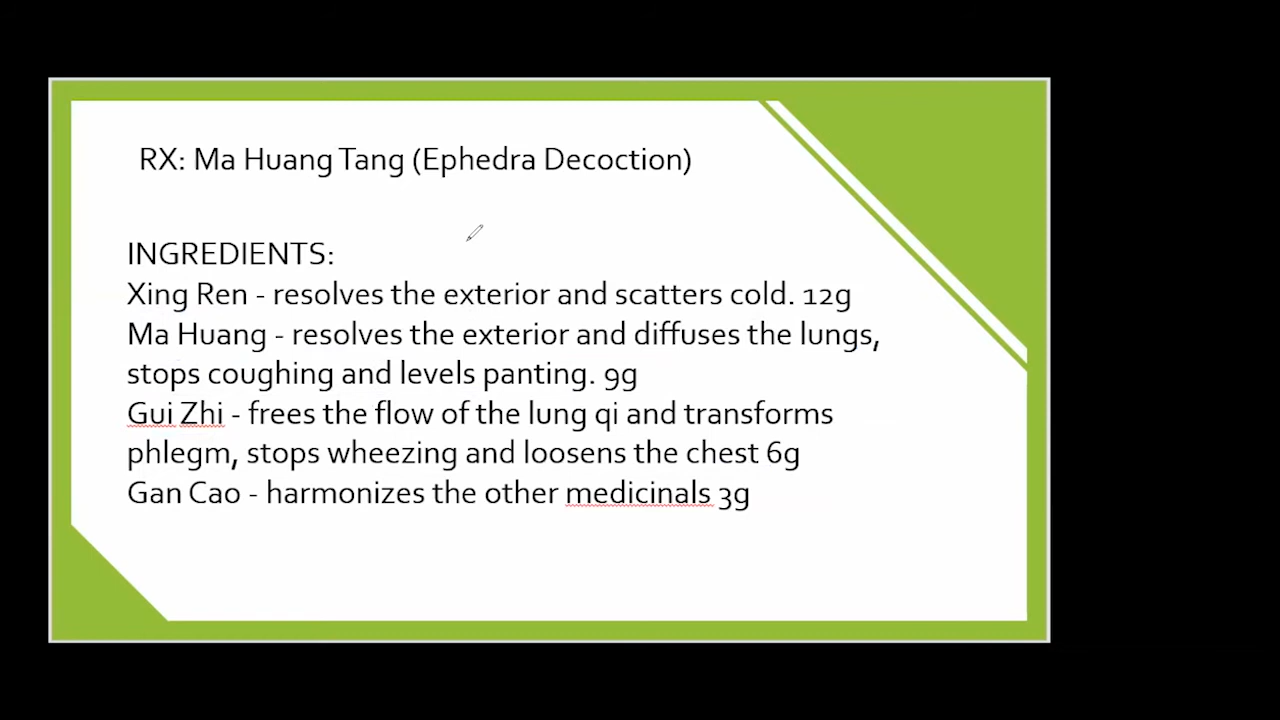 RX: Ma Huang Tang (Ephedra Decoction)
INGREDIENTS:
Xing Ren - resolves the exterior and scatters cold. 12g
Ma Huang - resolves the exterior and diffuses the lungs,
stops coughing and levels panting. 9g
Gui Zhi - frees the flow of the lung qi and transforms
phlegm, stops wheezing and loosens the chest 6g
Gan Cao - harmonizes the other medicinals 3g